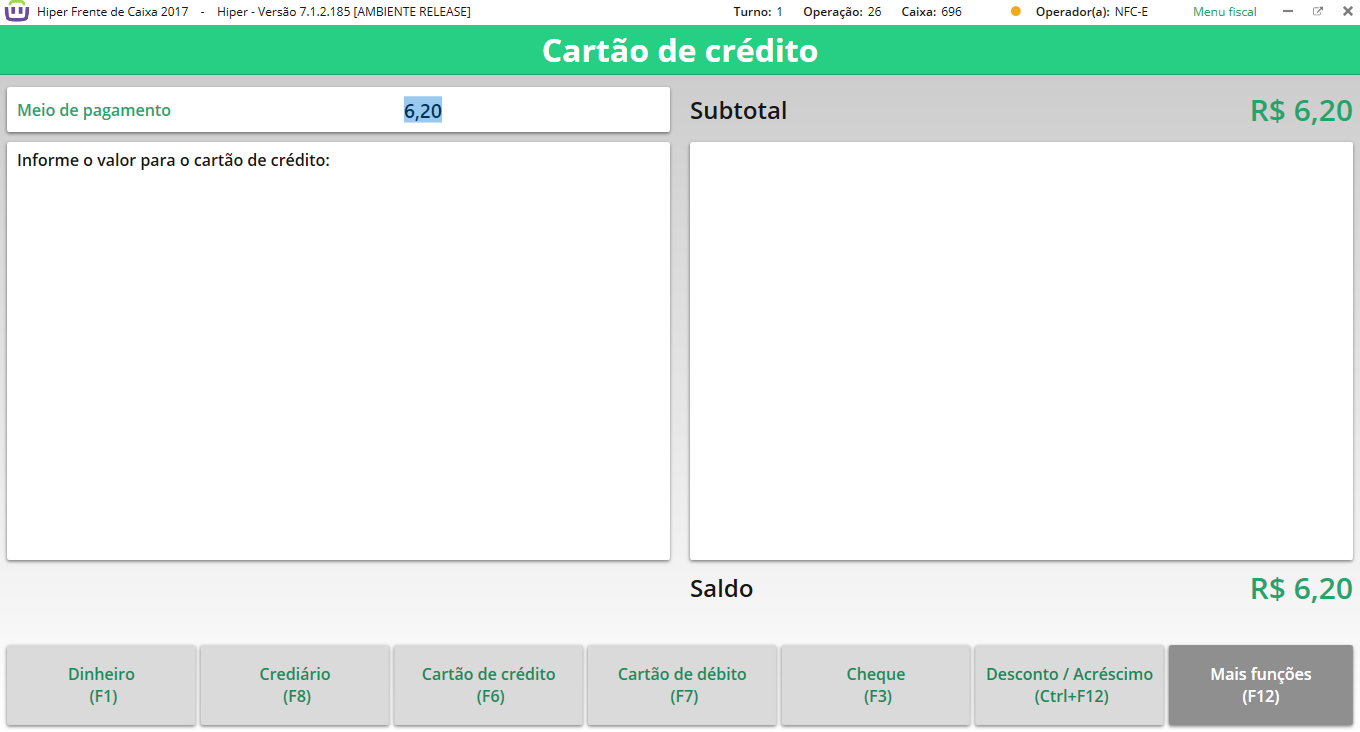 Hiper Frente de Caixa 2017 - Hiper - Versão 7.1.2.185 [AMBIENTE RELEASE] Turno: 1 Operação: 26 Caixa: 696 Operador(a): NFC-E Menu fiscal
Cartão de crédito
Meio de pagamento 6,20
Subtotal R$ 6,20
Informe o valor para o cartão de crédito:
Saldo R$ 6,20
Dinheiro
(F1)
Crediário
(F8)
Cartão de crédito
(F6)
Cartão de débito
(F7)
Cheque
(F3)
Desconto / Acréscimo
(Ctrl+F12)
Mais funções
(F12)